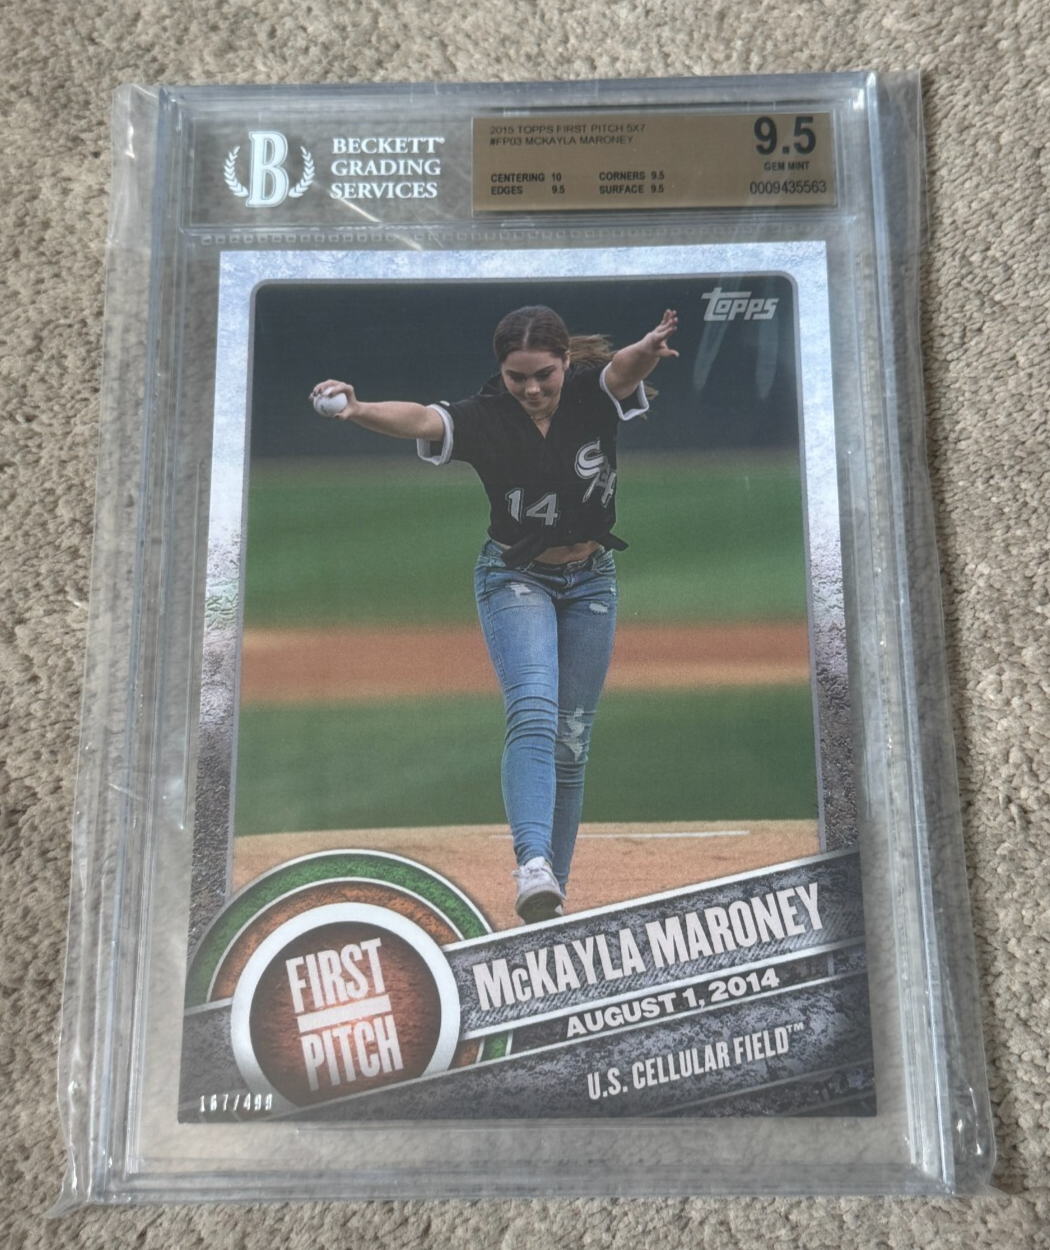 B
BECKETT®
GRADING
SERVICES
2015 TOPPS FIRST PITCH 5X7
#FP03 MCKAYLA MARONEY
CENTERING 10 CORNERS 9.5
EDGES 9.5 SURFACE 9.5
9.5
GEM MINT
0009435563
topps
SOX
14
FIRST
PITCH
McKAYLA MARONEY
AUGUST 1, 2014
U.S. CELLULAR FIELD™
167/499